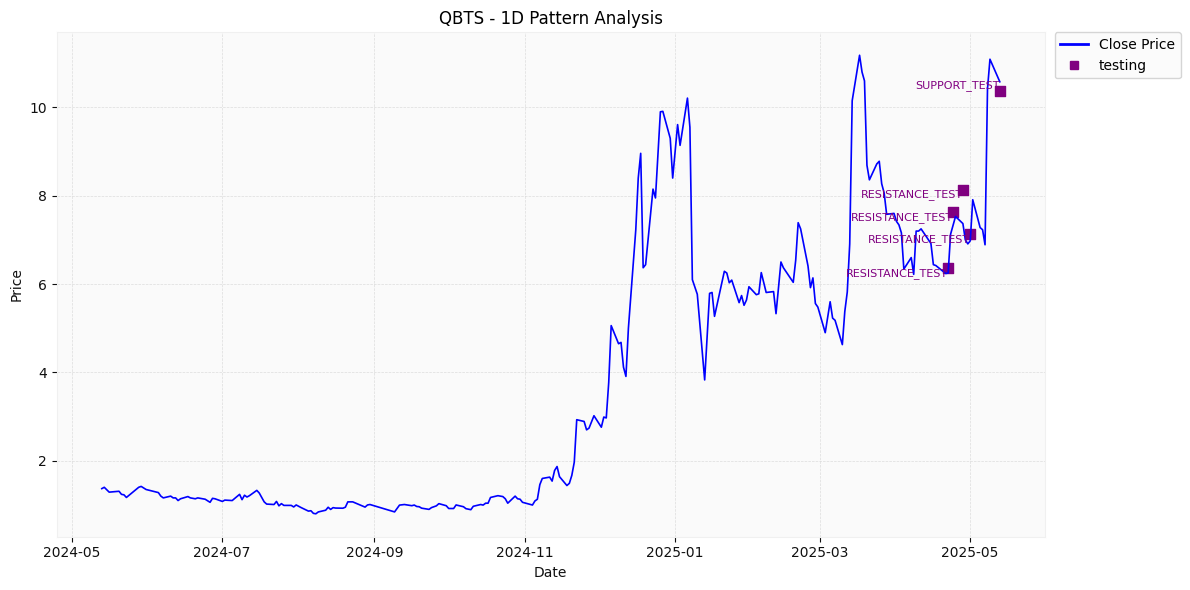 QBTS - 1D Pattern Analysis
Close Price
testing
SUPPORT_TEST
RESISTANCE_TEST
RESISTANCE_TEST
RESISTANCE_TEST
RESISTANCE_TEST
Price
10
8
6
4
2
2024-05
2024-07
2024-09
2024-11
2025-01
2025-03
2025-05
Date